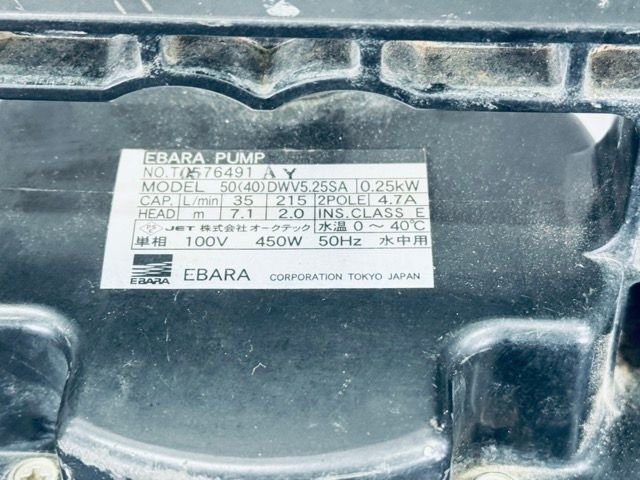 EBARA PUMP
NO.T0576491 AY
MODEL 50(40)DWV5.25SA 0.25kW
CAP. L/min 35 215 2POLE 4.7A
HEAD m 7.1 2.0 INS.CLASS E
JET 株式会社オークテック 水温 0～40℃
単相 100V 450W 50Hz 水中用
EBARA EBARA CORPORATION TOKYO JAPAN